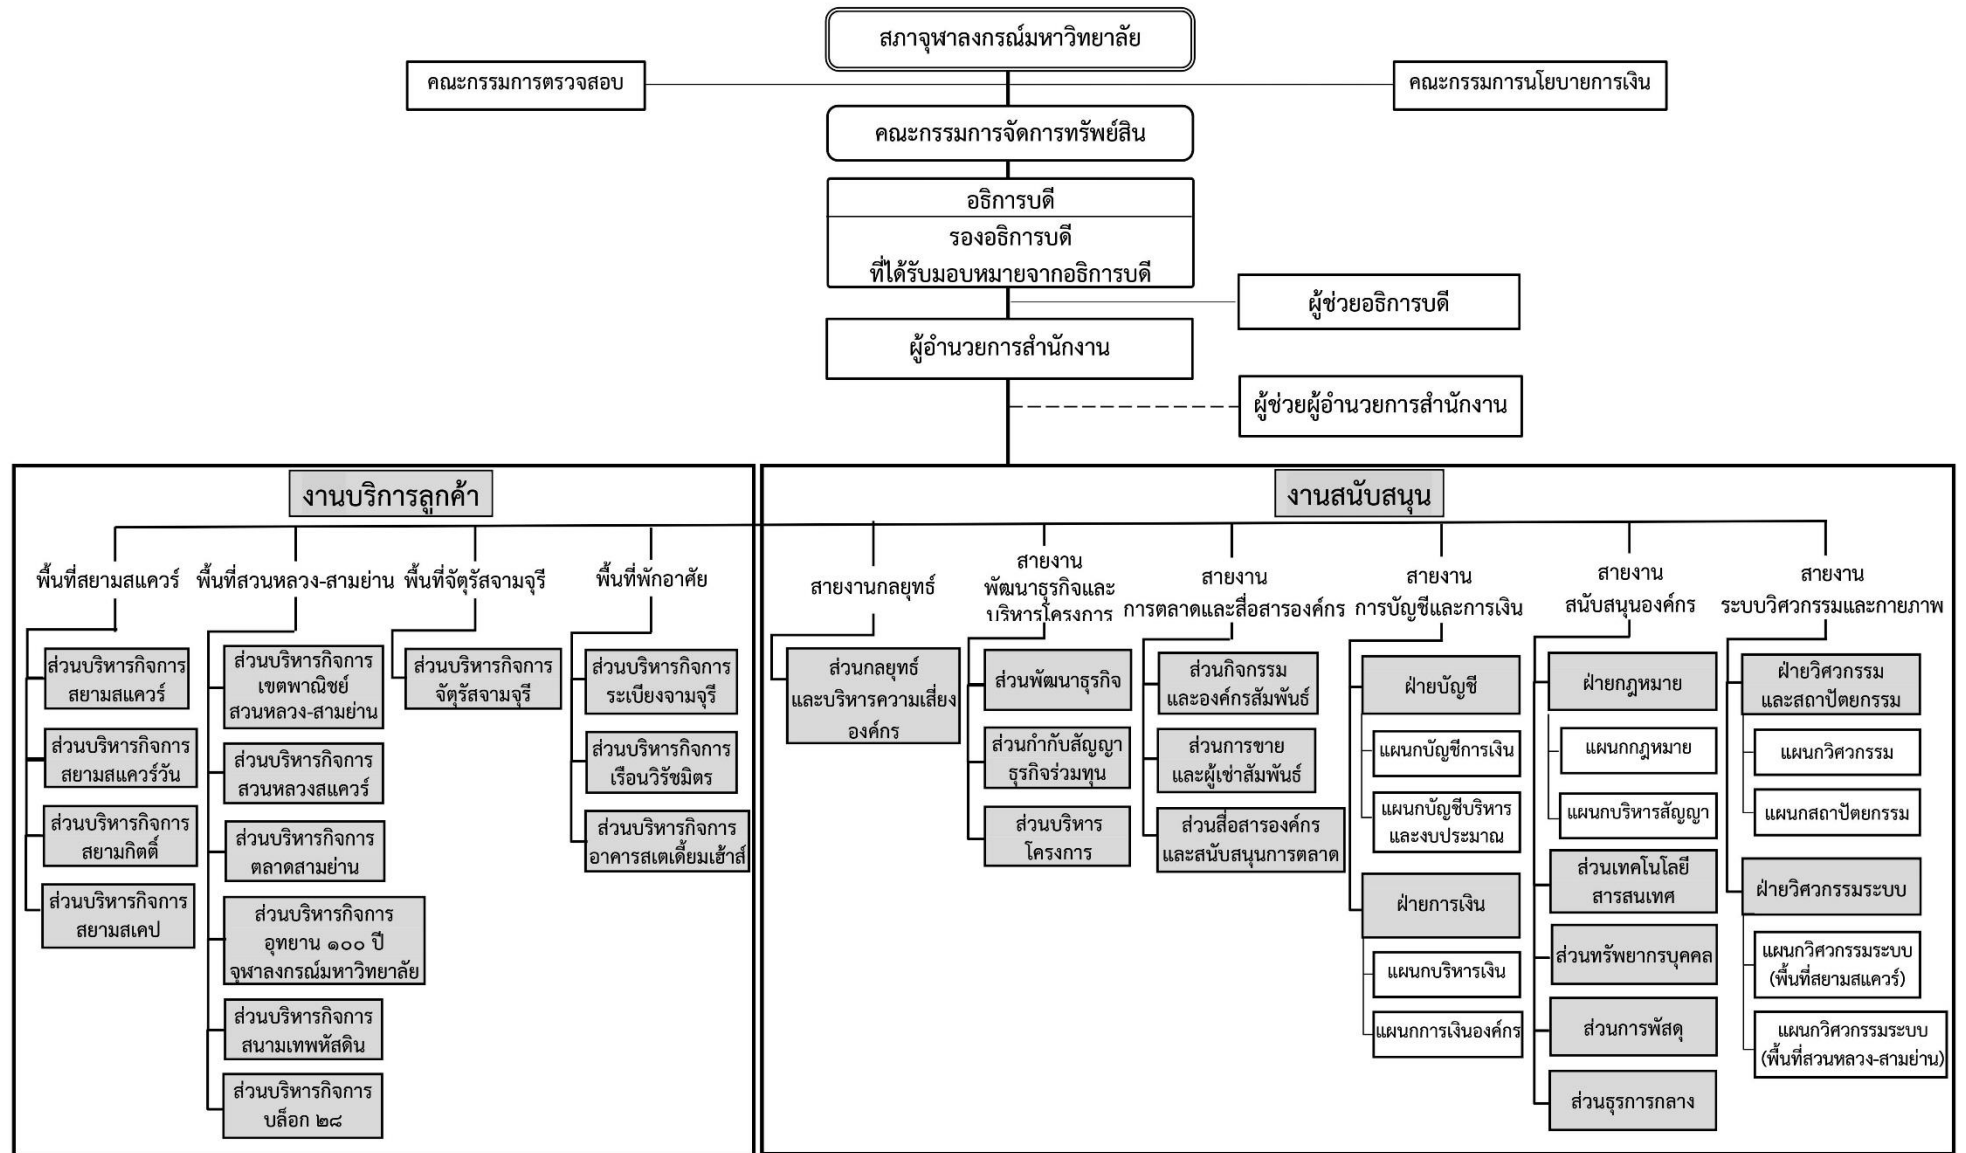 สภาจุฬาลงกรณ์มหาวิทยาลัย
คณะกรรมการตรวจสอบ
คณะกรรมการนโยบายการเงิน
คณะกรรมการจัดการทรัพย์สิน
อธิการบดี
รองอธิการบดี
ที่ได้รับมอบหมายจากอธิการบดี
ผู้ช่วยอธิการบดี
ผู้อำนวยการสำนักงาน
ผู้ช่วยผู้อำนวยการสำนักงาน
งานบริการลูกค้า
พื้นที่สยามสแควร์
ส่วนบริหารกิจการ
สยามสแควร์
ส่วนบริหารกิจการ
สยามสแควร์วัน
ส่วนบริหารกิจการ
สยามกิตติ์
ส่วนบริหารกิจการ
สยามสเคป
พื้นที่สวนหลวง-สามย่าน
ส่วนบริหารกิจการ
เขตพาณิชย์
สวนหลวง-สามย่าน
ส่วนบริหารกิจการ
สวนหลวงสแควร์
ส่วนบริหารกิจการ
ตลาดสามย่าน
ส่วนบริหารกิจการ
อุทยาน ๑๐๐ ปี
จุฬาลงกรณ์มหาวิทยาลัย
ส่วนบริหารกิจการ
สนามเทพหัสดิน
ส่วนบริหารกิจการ
บล็อก ๒๘
พื้นที่จัตุรัสจามจุรี
ส่วนบริหารกิจการ
จัตุรัสจามจุรี
พื้นที่พักอาศัย
ส่วนบริหารกิจการ
ระเบียงจามจุรี
ส่วนบริหารกิจการ
เรือนวิรัชมิตร
ส่วนบริหารกิจการ
อาคารสเตเดี้ยมเฮ้าส์
งานสนับสนุน
สายงานกลยุทธ์
ส่วนกลยุทธ์
และบริหารความเสี่ยง
องค์กร
สายงาน
พัฒนาธุรกิจและ
บริหารโครงการ
ส่วนพัฒนาธุรกิจ
ส่วนกำกับสัญญา
ธุรกิจร่วมทุน
ส่วนบริหาร
โครงการ
สายงาน
การตลาดและสื่อสารองค์กร
ส่วนกิจกรรม
และองค์กรสัมพันธ์
ส่วนการขาย
และผู้เช่าสัมพันธ์
ส่วนสื่อสารองค์กร
และสนับสนุนการตลาด
สายงาน
การบัญชีและการเงิน
ฝ่ายบัญชี
แผนกบัญชีการเงิน
แผนกบัญชีบริหาร
และงบประมาณ
ฝ่ายการเงิน
แผนกบริหารเงิน
แผนกการเงินองค์กร
สายงาน
สนับสนุนองค์กร
ฝ่ายกฎหมาย
แผนกกฎหมาย
แผนกบริหารสัญญา
ส่วนเทคโนโลยี
สารสนเทศ
ส่วนทรัพยากรบุคคล
ส่วนการพัสดุ
ส่วนธุรการกลาง
สายงาน
ระบบวิศวกรรมและกายภาพ
ฝ่ายวิศวกรรม
และสถาปัตยกรรม
แผนกวิศวกรรม
แผนกสถาปัตยกรรม
ฝ่ายวิศวกรรมระบบ
แผนกวิศวกรรมระบบ
(พื้นที่สยามสแควร์)
แผนกวิศวกรรมระบบ
(พื้นที่สวนหลวง-สามย่าน)